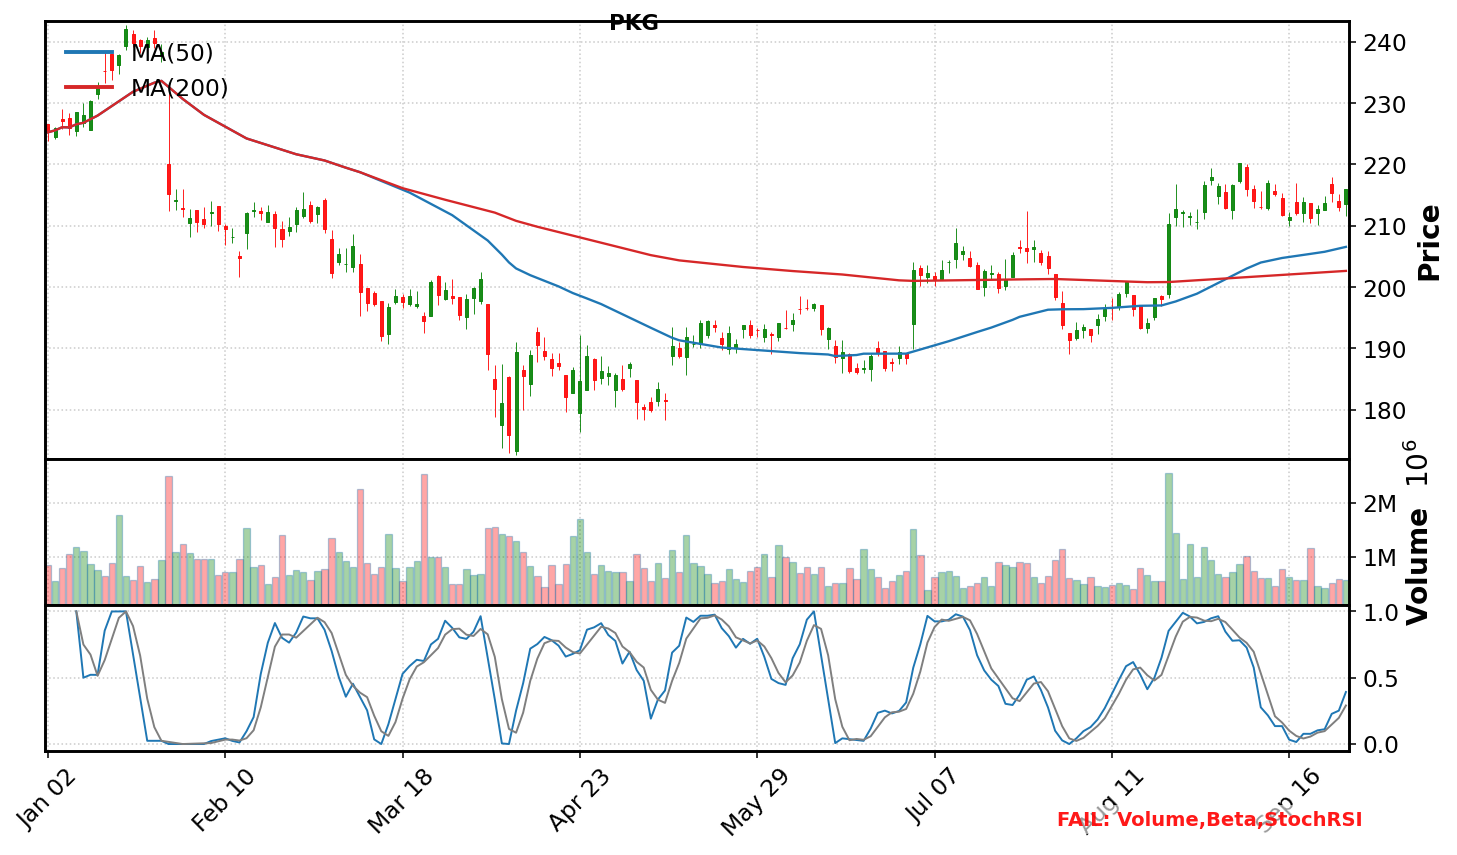 PKG
MA(50)
MA(200)
240
230
220
210
200
190
180
Price
10^6
2M
1M
Volume
1.0
0.5
0.0
Jan 02
Feb 10
Mar 18
Apr 23
May 29
Jul 07
Aug 11
Sep 16
FAIL: Volume,Beta,StochRSI